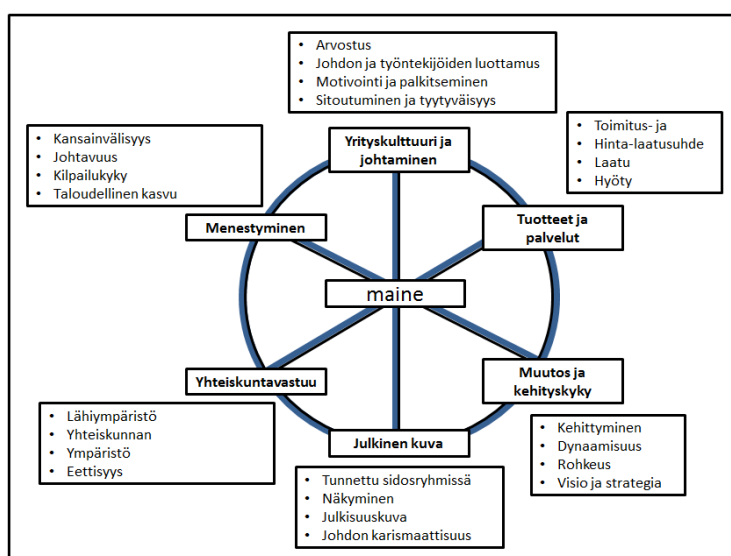 • Arvostus
• Johdon ja työntekijöiden luottamus
• Motivointi ja palkitseminen
• Sitoutuminen ja tyytyväisyys
Yrityskulttuuri ja
johtaminen
• Toimitus- ja
• Hinta-laatusuhde
• Laatu
• Hyöty
Tuotteet ja
palvelut
• Kansainvälisyys
• Johtavuus
• Kilpailukyky
• Taloudellinen kasvu
Menestyminen
maine
Yhteiskuntavastuu
• Lähiympäristö
• Yhteiskunnan
• Ympäristö
• Eettisyys
Muutos ja
kehityskyky
• Kehittyminen
• Dynaamisuus
• Rohkeus
• Visio ja strategia
Julkinen kuva
• Tunnettu sidosryhmissä
• Näkyminen
• Julkisuuskuva
• Johdon karismaattisuus